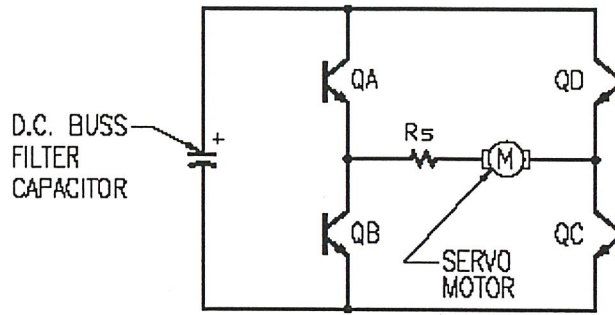 QA
QD
D.C. BUSS
FILTER
CAPACITOR
+
RS
M
QB
QC
SERVO
MOTOR